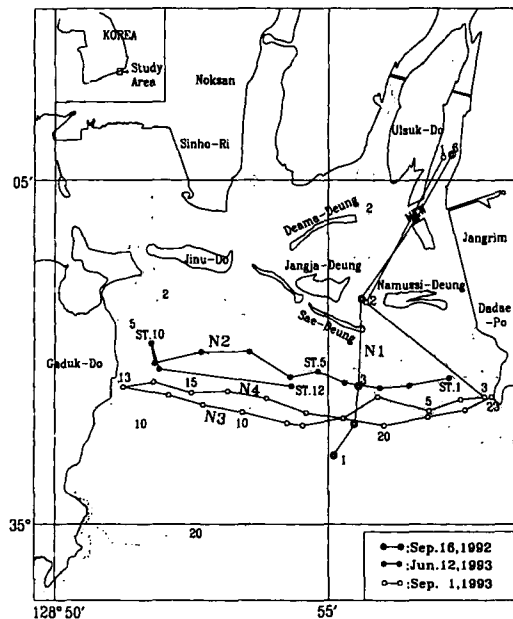 KOREA
Study
Area
Noksan
Sinho-Ri
Ulsuk-Do
6
05'
Deama-Deung
2
Jangrim
Jinu-Do
Jangja-Deung
Namussi-Deung
2
2
Dadae
-Po
Sae-Deung
N1
5
ST.10
N2
ST.5
Gaduk-Do
13
15
N4
ST.12
3
ST.1
3
23
N3
10
10
5
20
1
35°
20
●—●:Sep.16,1992
●—●:Jun.12,1993
○—○:Sep. 1,1993
128°50'
55'